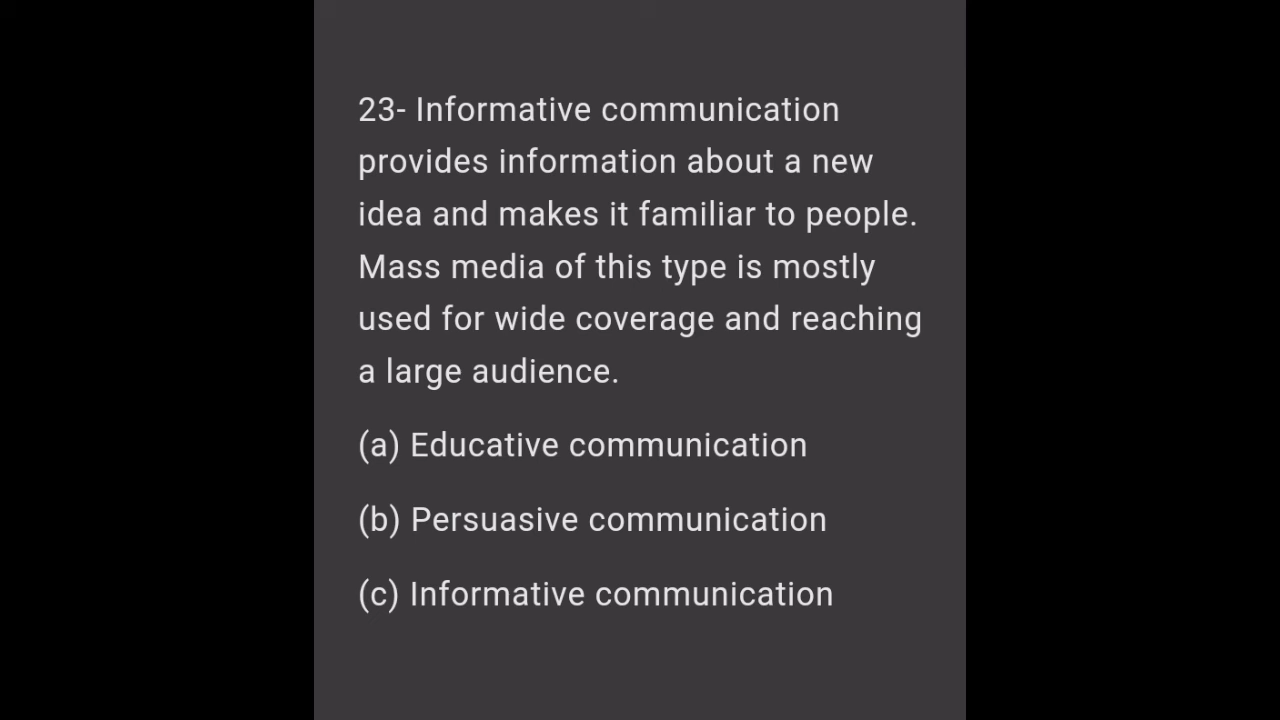 23- Informative communication
provides information about a new
idea and makes it familiar to people.
Mass media of this type is mostly
used for wide coverage and reaching
a large audience.
(a) Educative communication
(b) Persuasive communication
(c) Informative communication